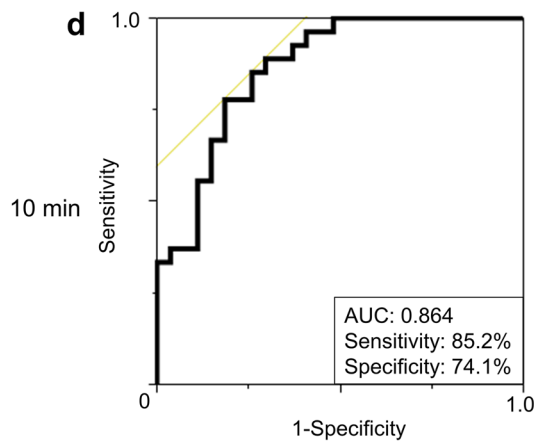 d
1.0
Sensitivity
10 min
AUC: 0.864
Sensitivity: 85.2%
Specificity: 74.1%
0
1.0
1-Specificity